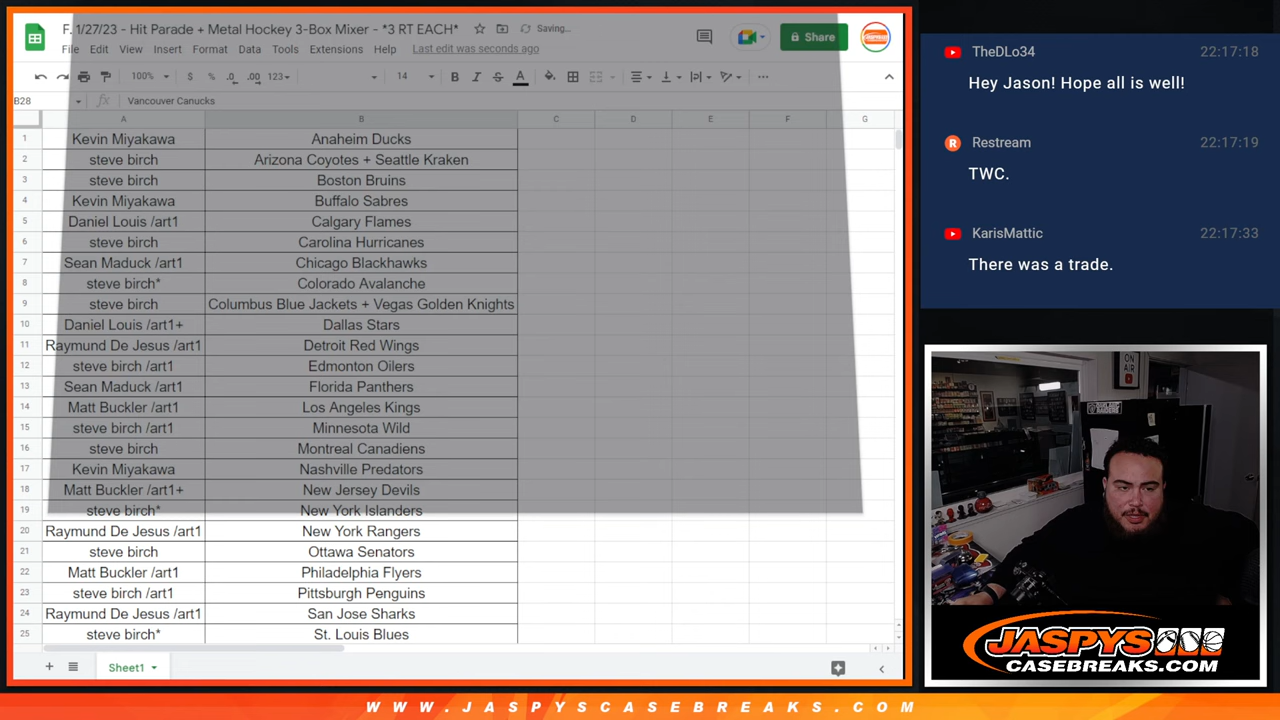 F. 1/27/23 - Hit Parade + Metal Hockey 3-Box Mixer - *3 RT EACH* Saving...
File Edit View Insert Format Data Tools Extensions Help Last edit was seconds ago
Share
100% $ % .0 .00 123 14 B I S A
B28 fx Vancouver Canucks
A B C D E F G
1 Kevin Miyakawa Anaheim Ducks
2 steve birch Arizona Coyotes + Seattle Kraken
3 steve birch Boston Bruins
4 Kevin Miyakawa Buffalo Sabres
5 Daniel Louis /art1 Calgary Flames
6 steve birch Carolina Hurricanes
7 Sean Maduck /art1 Chicago Blackhawks
8 steve birch* Colorado Avalanche
9 steve birch Columbus Blue Jackets + Vegas Golden Knights
10 Daniel Louis /art1+ Dallas Stars
11 Raymund De Jesus /art1 Detroit Red Wings
12 steve birch /art1 Edmonton Oilers
13 Sean Maduck /art1 Florida Panthers
14 Matt Buckler /art1 Los Angeles Kings
15 steve birch /art1 Minnesota Wild
16 steve birch Montreal Canadiens
17 Kevin Miyakawa Nashville Predators
18 Matt Buckler /art1+ New Jersey Devils
19 steve birch* New York Islanders
20 Raymund De Jesus /art1 New York Rangers
21 steve birch Ottawa Senators
22 Matt Buckler /art1 Philadelphia Flyers
23 steve birch /art1 Pittsburgh Penguins
24 Raymund De Jesus /art1 San Jose Sharks
25 steve birch* St. Louis Blues
Sheet1
TheDLo34 22:17:18
Hey Jason! Hope all is well!
Restream 22:17:19
TWC.
KarisMattic 22:17:33
There was a trade.
ON AIR
JASPYS
CASEBREAKS.COM
WWW.JASPYSCASEBREAKS.COM